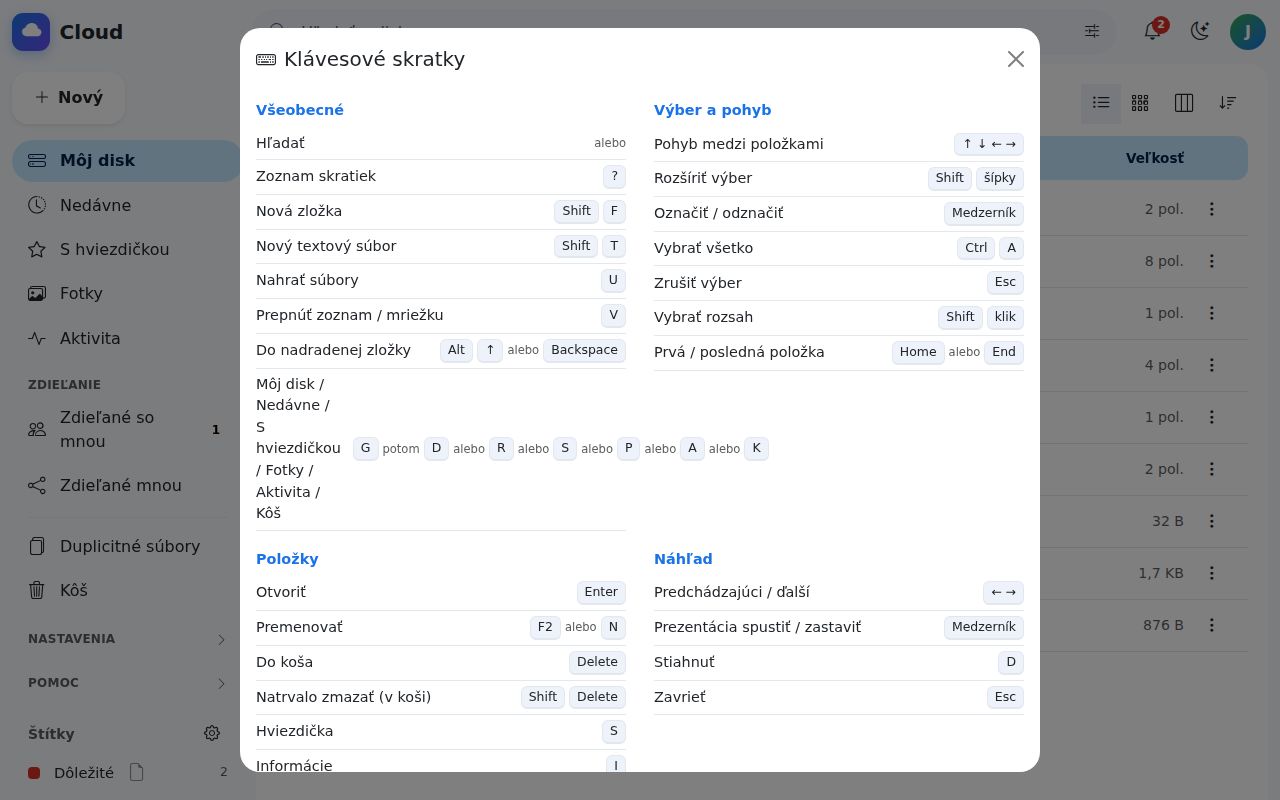 Cloud
2
J
Nový
Môj disk
Nedávne
S hviezdičkou
Fotky
Aktivita
ZDIEĽANIE
Zdieľané so
mnou
1
Zdieľané mnou
Duplicitné súbory
Kôš
NASTAVENIA
POMOC
Štítky
Dôležité
2
Klávesové skratky
Všeobecné
Hľadať alebo
Zoznam skratiek ?
Nová zložka Shift F
Nový textový súbor Shift T
Nahrať súbory U
Prepnúť zoznam / mriežku V
Do nadradenej zložky Alt ↑ alebo Backspace
Môj disk /
Nedávne /
S
hviezdičkou G potom D alebo R alebo S alebo P alebo A alebo K
/ Fotky /
Aktivita /
Kôš
Výber a pohyb
Pohyb medzi položkami ↑ ↓ ← →
Rozšíriť výber Shift šípky
Označiť / odznačiť Medzerník
Vybrať všetko Ctrl A
Zrušiť výber Esc
Vybrať rozsah Shift klik
Prvá / posledná položka Home alebo End
Položky
Otvoriť Enter
Premenovať F2 alebo N
Do koša Delete
Natrvalo zmazať (v koši) Shift Delete
Hviezdička S
Informácie I
Náhľad
Predchádzajúci / ďalší ← →
Prezentácia spustiť / zastaviť Medzerník
Stiahnuť D
Zavrieť Esc
Veľkosť
2 pol.
8 pol.
1 pol.
4 pol.
1 pol.
2 pol.
32 B
1,7 KB
876 B